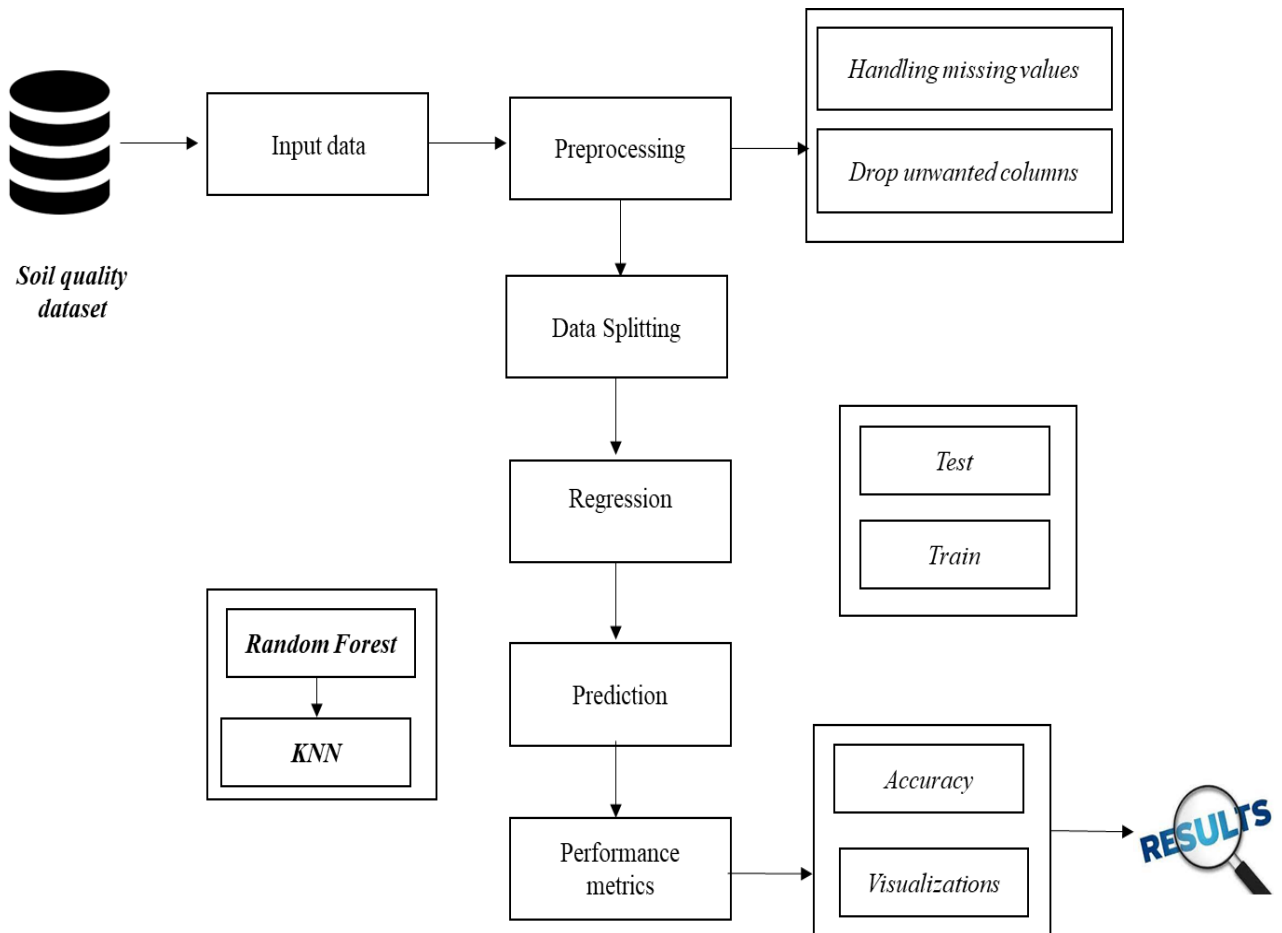 Handling missing values
Input data
Preprocessing
Drop unwanted columns
Soil quality
dataset
Data Splitting
Regression
Test
Train
Random Forest
KNN
Prediction
Accuracy
Performance
metrics
Visualizations
RESULTS